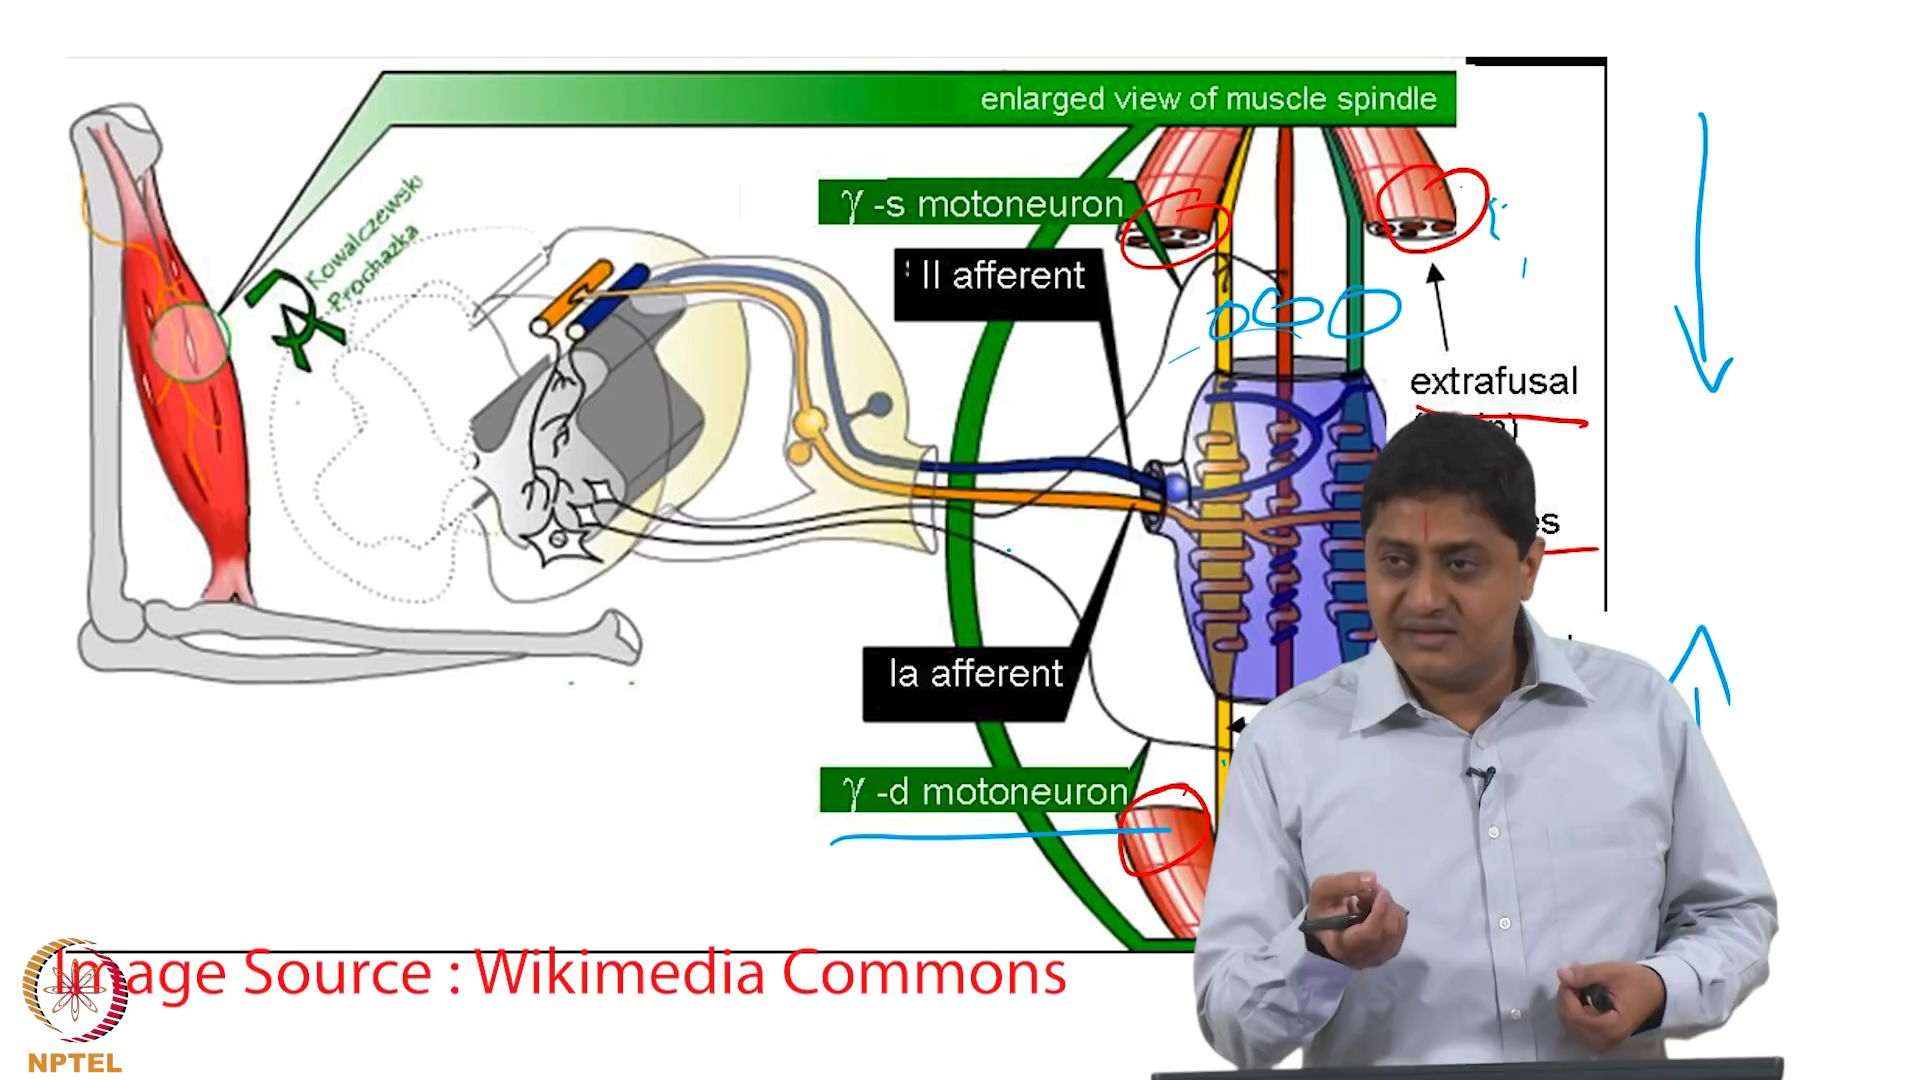 enlarged view of muscle spindle
γ -s motoneuron
II afferent
Kowalczewski
Prochazka
extrafusal
es
Ia afferent
γ -d motoneuron
Image Source : Wikimedia Commons
NPTEL